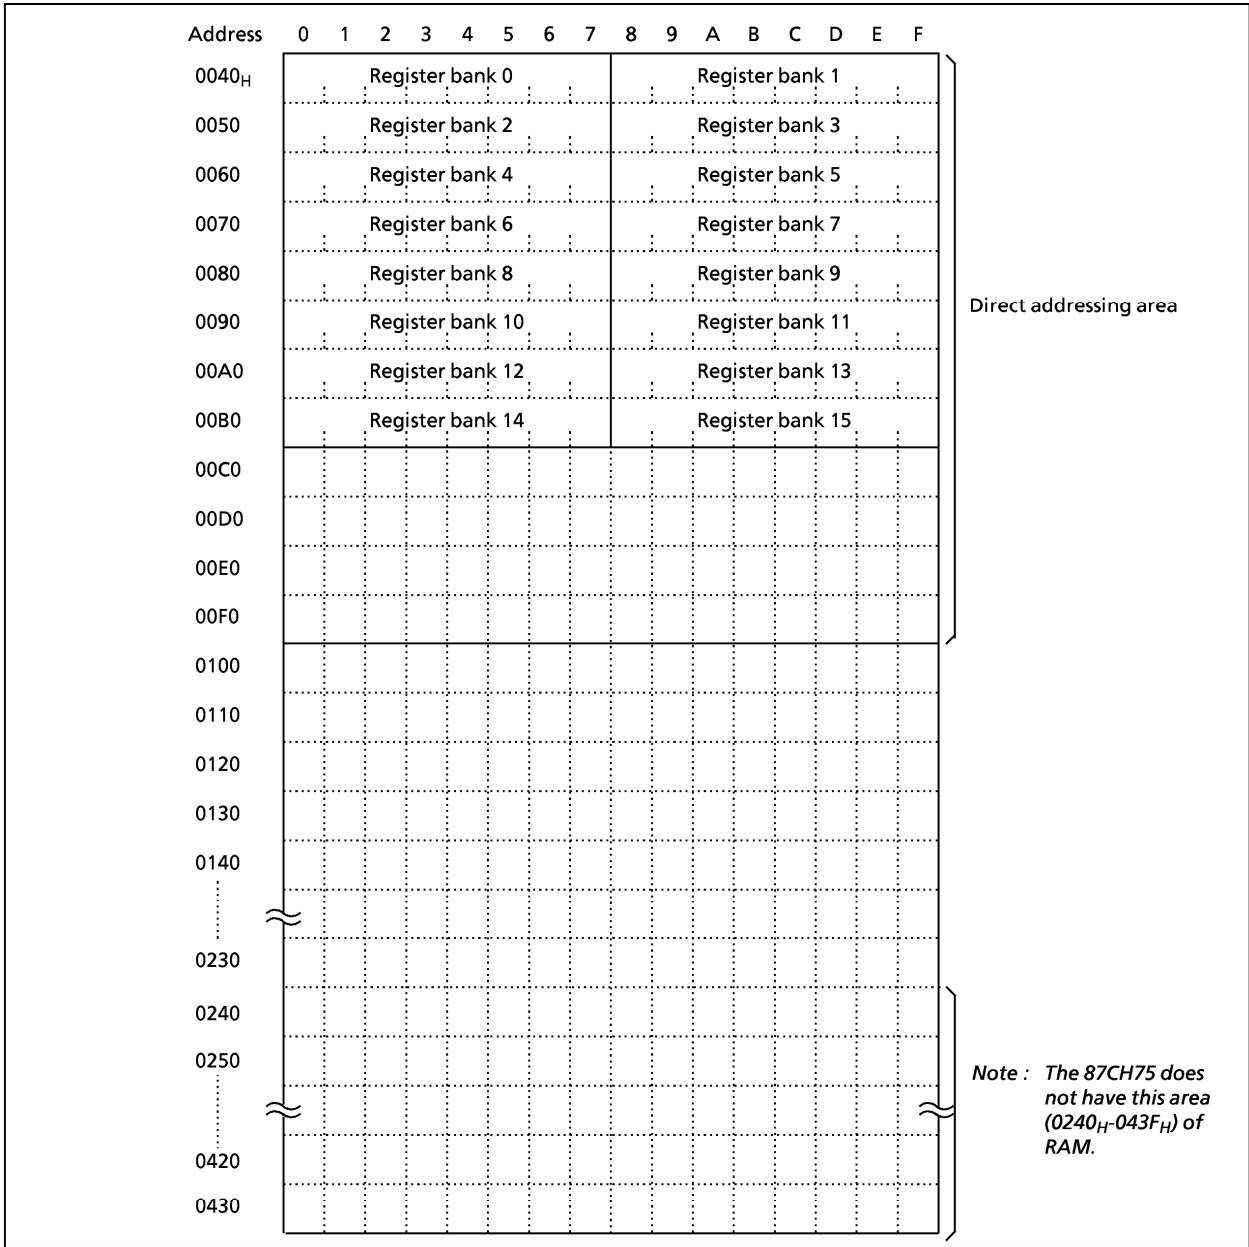 Address 0 1 2 3 4 5 6 7 8 9 A B C D E F
0040H Register bank 0 Register bank 1
0050 Register bank 2 Register bank 3
0060 Register bank 4 Register bank 5
0070 Register bank 6 Register bank 7
0080 Register bank 8 Register bank 9
Direct addressing area
0090 Register bank 10 Register bank 11
00A0 Register bank 12 Register bank 13
00B0 Register bank 14 Register bank 15
00C0
00D0
00E0
00F0
0100
0110
0120
0130
0140
0230
0240
0250
Note : The 87CH75 does
not have this area
(0240H-043FH) of
RAM.
0420
0430